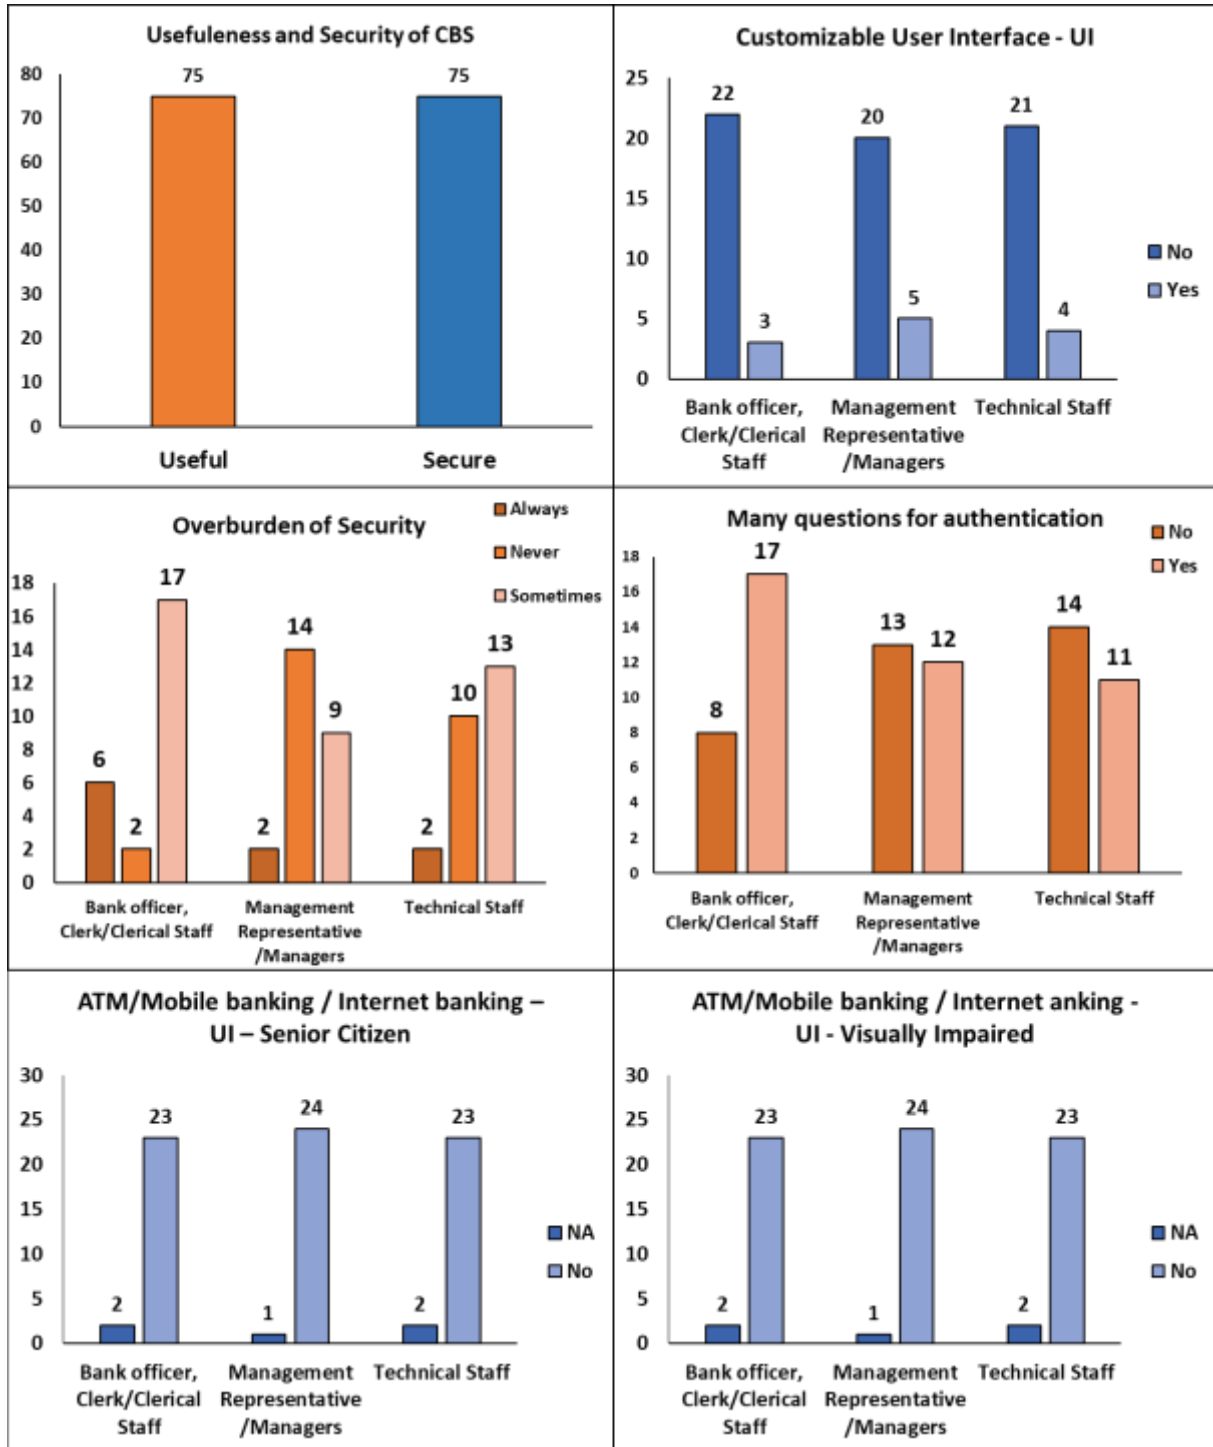 Usefuleness and Security of CBS
80
70
60
50
40
30
20
10
0
75
75
Useful
Secure
Customizable User Interface - UI
25
20
15
10
5
0
22
3
20
5
21
4
No
Yes
Bank officer,
Clerk/Clerical
Staff
Management
Representative
/Managers
Technical Staff
Overburden of Security
Always
Never
Sometimes
18
16
14
12
10
8
6
4
2
0
6
2
17
2
14
9
2
10
13
Bank officer,
Clerk/Clerical Staff
Management
Representative
/Managers
Technical Staff
Many questions for authentication
No
Yes
18
16
14
12
10
8
6
4
2
0
8
17
13
12
14
11
Bank officer,
Clerk/Clerical Staff
Management
Representative
/Managers
Technical Staff
ATM/Mobile banking / Internet banking –
UI – Senior Citizen
30
25
20
15
10
5
0
2
23
1
24
2
23
NA
No
Bank officer,
Clerk/Clerical
Staff
Management
Representative
/Managers
Technical Staff
ATM/Mobile banking / Internet anking -
UI - Visually Impaired
30
25
20
15
10
5
0
2
23
1
24
2
23
NA
No
Bank officer,
Clerk/Clerical
Staff
Management
Representative
/Managers
Technical Staff